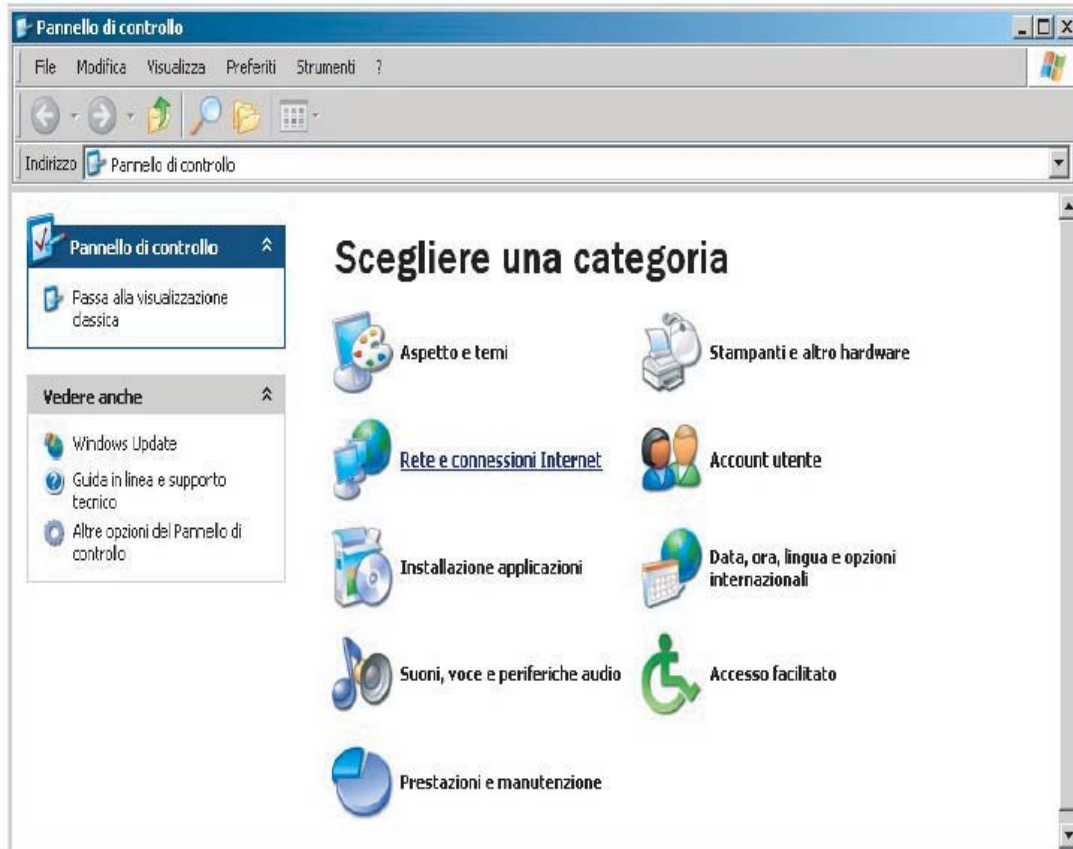 Pannello di controllo
File Modifica Visualizza Preferiti Strumenti ?
Indirizzo Pannello di controllo
Pannello di controllo
Passa alla visualizzazione
classica
Vedere anche
Windows Update
Guida in linea e supporto
tecnico
Altre opzioni del Pannello di
controllo
Scegliere una categoria
Aspetto e temi
Stampanti e altro hardware
Rete e connessioni Internet
Account utente
Installazione applicazioni
Data, ora, lingua e opzioni
internazionali
Suoni, voce e periferiche audio
Accesso facilitato
Prestazioni e manutenzione